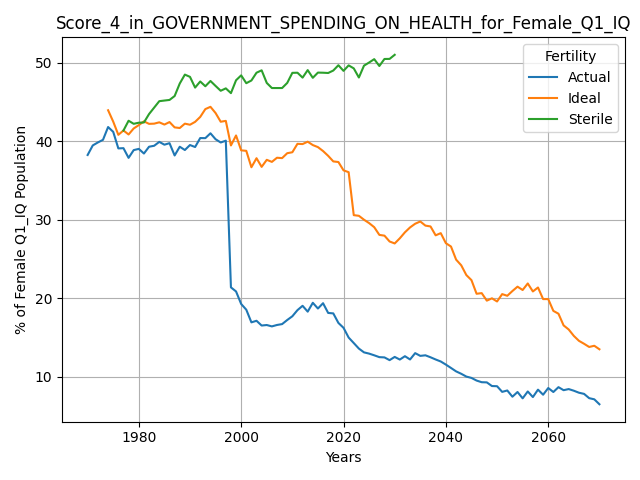 Score_4_in_GOVERNMENT_SPENDING_ON_HEALTH_for_Female_Q1_IQ
% of Female Q1_IQ Population
50
40
30
20
10
Fertility
Actual
Ideal
Sterile
1980
2000
2020
2040
2060
Years